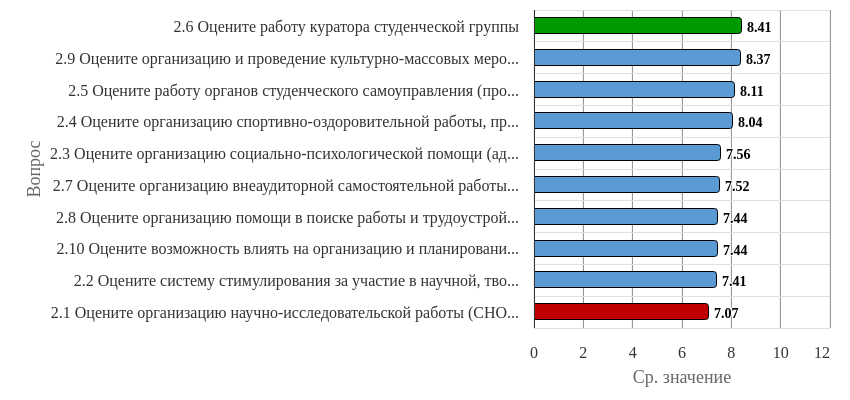 2.6 Оцените работу куратора студенческой группы 8.41
2.9 Оцените организацию и проведение культурно-массовых меро... 8.37
2.5 Оцените работу органов студенческого самоуправления (про... 8.11
2.4 Оцените организацию спортивно-оздоровительной работы, пр... 8.04
2.3 Оцените организацию социально-психологической помощи (ад... 7.56
2.7 Оцените организацию внеаудиторной самостоятельной работы... 7.52
2.8 Оцените организацию помощи в поиске работы и трудоустрой... 7.44
2.10 Оцените возможность влиять на организацию и планировани... 7.44
2.2 Оцените систему стимулирования за участие в научной, тво... 7.41
2.1 Оцените организацию научно-исследовательской работы (СНО... 7.07
Вопрос
0 2 4 6 8 10 12
Ср. значение